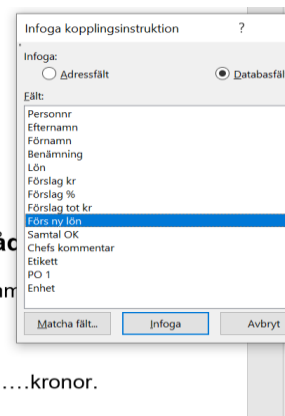 Infoga kopplingsinstruktion ?
Infoga:
Adressfält Databasfäl
Fält:
Personnr
Efternamn
Förnamn
Benämning
Lön
Förslag kr
Förslag %
Förslag tot kr
Förs ny lön
Samtal OK
Chefs kommentar
Etikett
PO 1
Enhet
Matcha fält... Infoga Avbryt
….kronor.